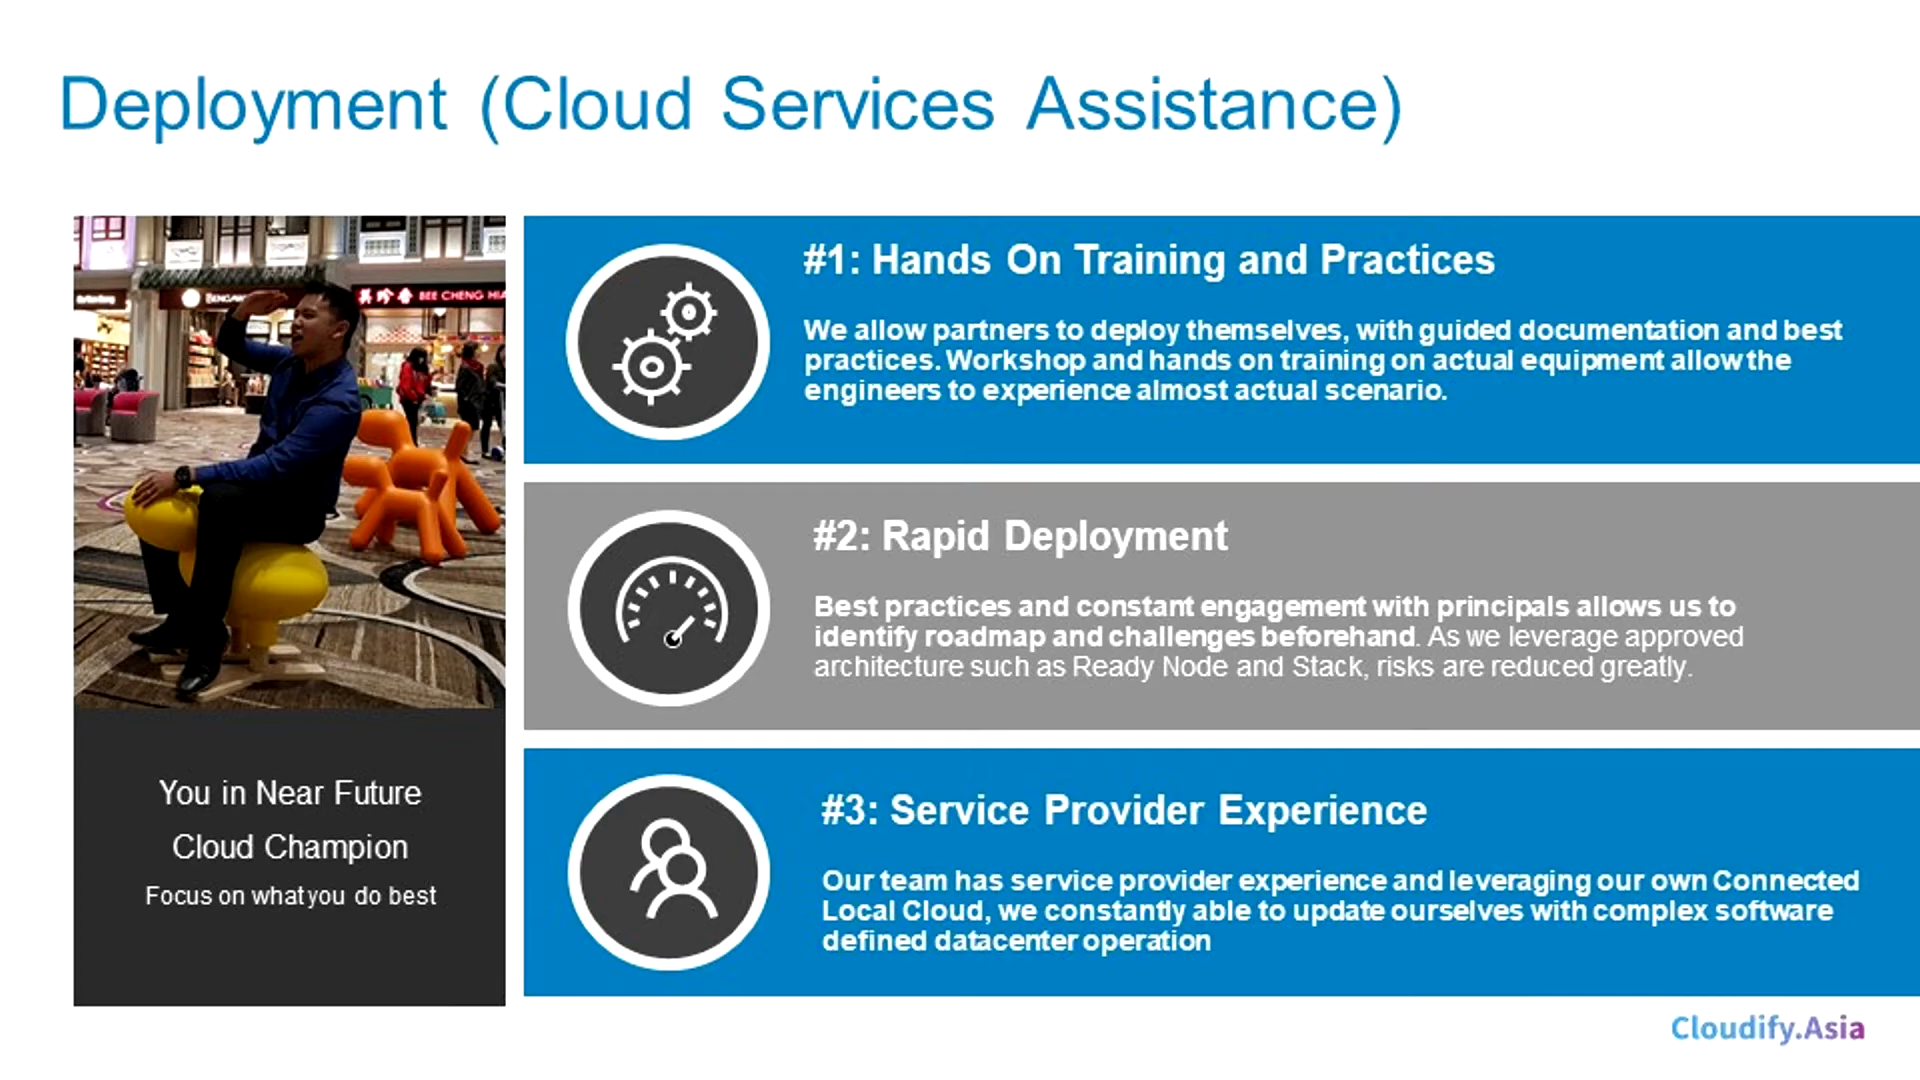 Deployment (Cloud Services Assistance)
美珍香 BEE CHENG HIA
You in Near Future
Cloud Champion
Focus on what you do best
#1: Hands On Training and Practices
We allow partners to deploy themselves, with guided documentation and best
practices. Workshop and hands on training on actual equipment allow the
engineers to experience almost actual scenario.
#2: Rapid Deployment
Best practices and constant engagement with principals allows us to
identify roadmap and challenges beforehand. As we leverage approved
architecture such as Ready Node and Stack, risks are reduced greatly.
#3: Service Provider Experience
Our team has service provider experience and leveraging our own Connected
Local Cloud, we constantly able to update ourselves with complex software
defined datacenter operation
Cloudify.Asia